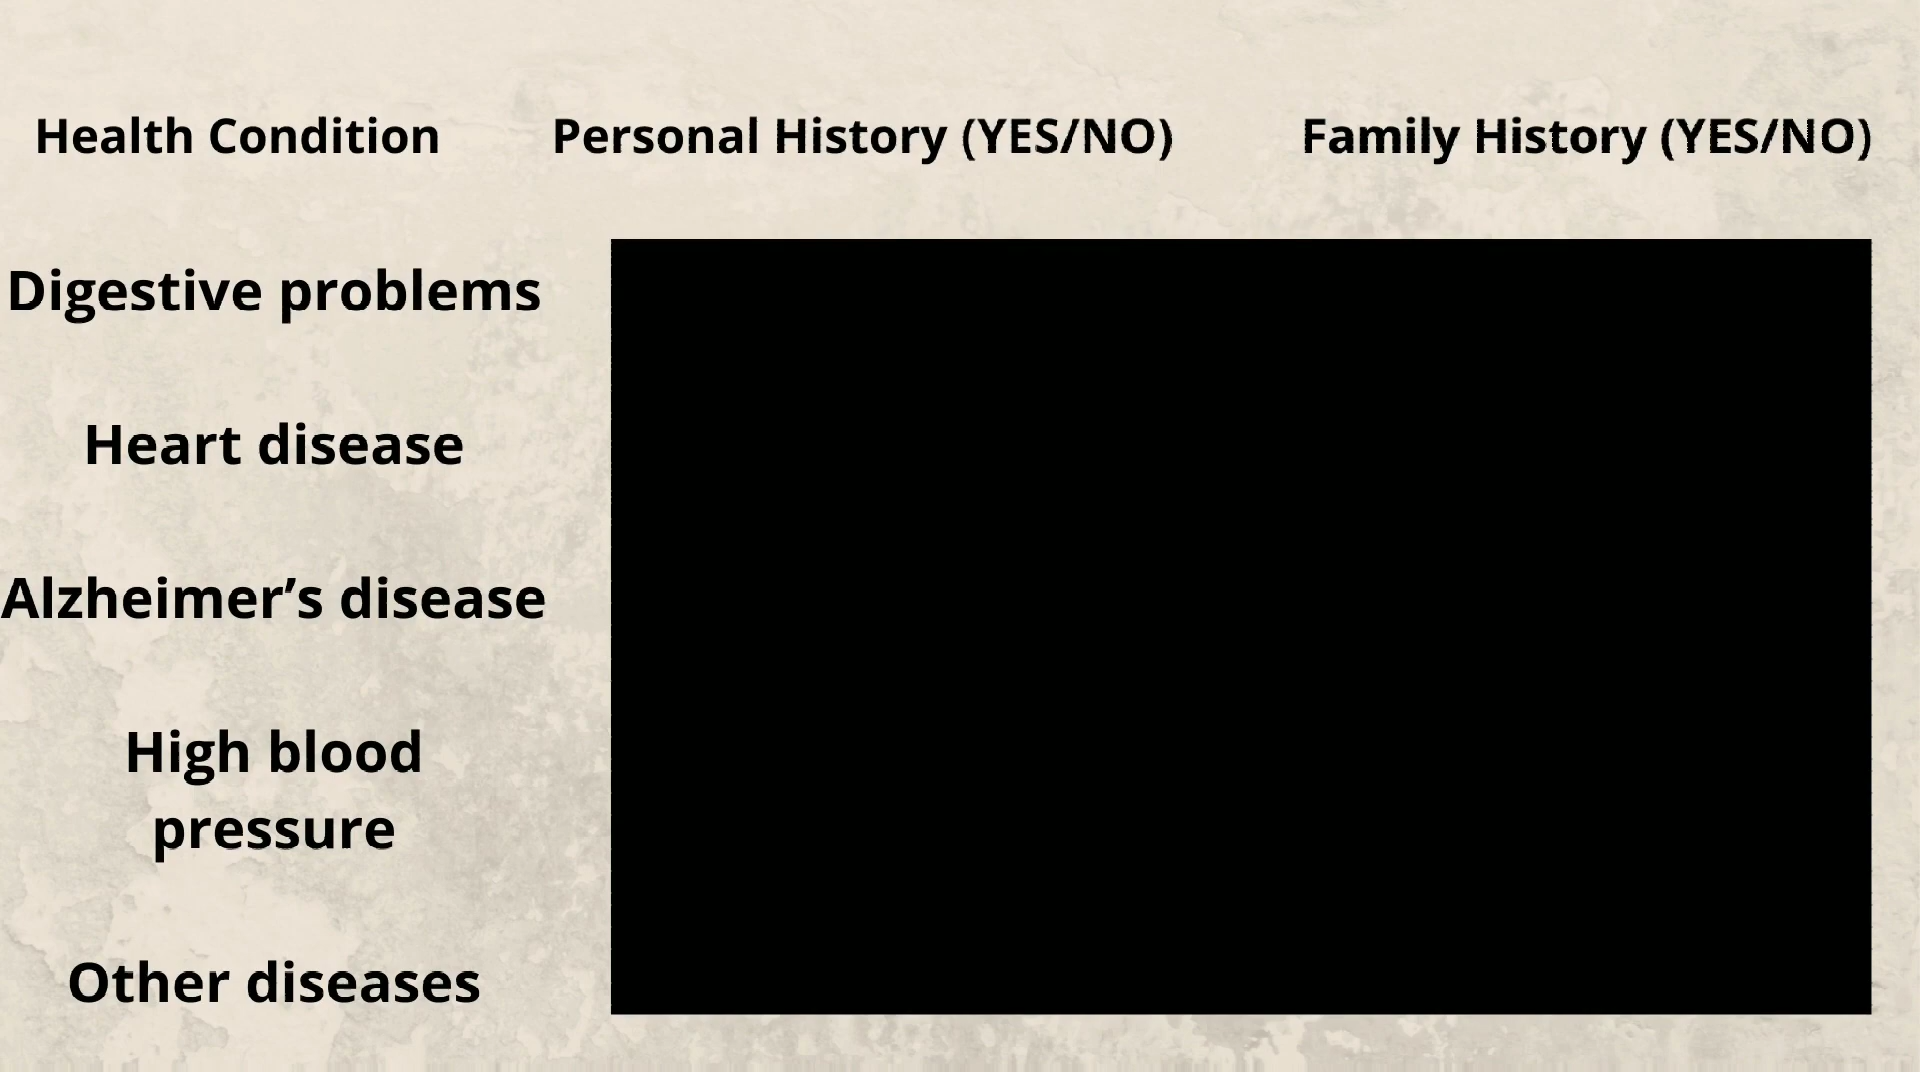 Health Condition Personal History (YES/NO) Family History (YES/NO)
Digestive problems
Heart disease
Alzheimer’s disease
High blood
pressure
Other diseases